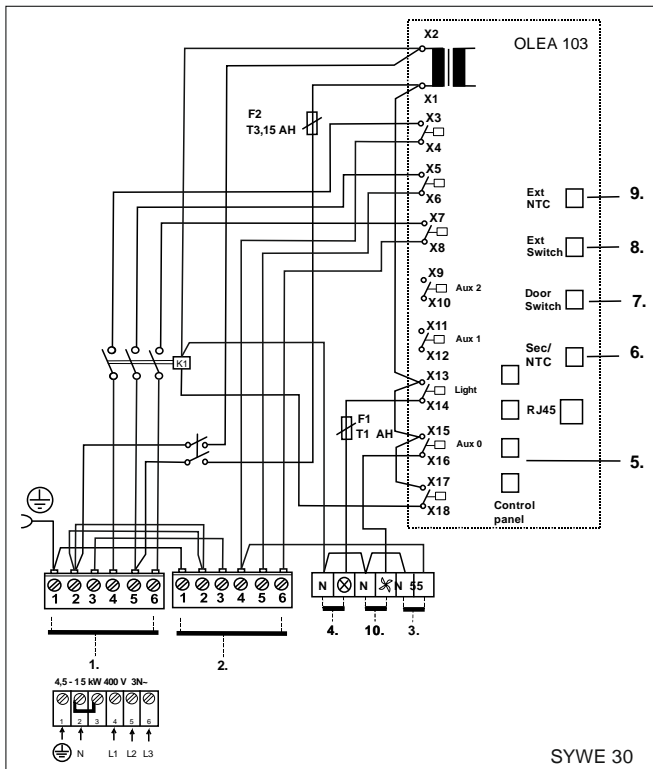 X2
OLEA 103
X1
F2
T3,15 AH
X3
X4
X5
X6
Ext
NTC
9.
X7
X8
Ext
Switch
8.
X9
X10
Aux 2
Door
Switch
7.
X11
X12
Aux 1
Sec/
NTC
6.
K1
X13
Light
X14
RJ45
F1
T1 AH
X15
Aux 0
X16
5.
X17
X18
Control
panel
1 2 3 4 5 6
1 2 3 4 5 6
N N N 55
4. 10. 3.
1. 2.
4,5 - 15 kW 400 V 3N~
1 2 3 4 5 6
N L1 L2 L3
SYWE 30